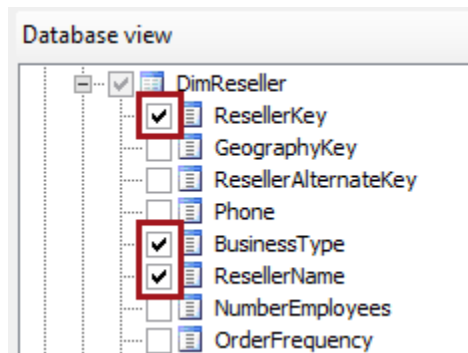 Database view
DimReseller
ResellerKey
GeographyKey
ResellerAlternateKey
Phone
BusinessType
ResellerName
NumberEmployees
OrderFrequency